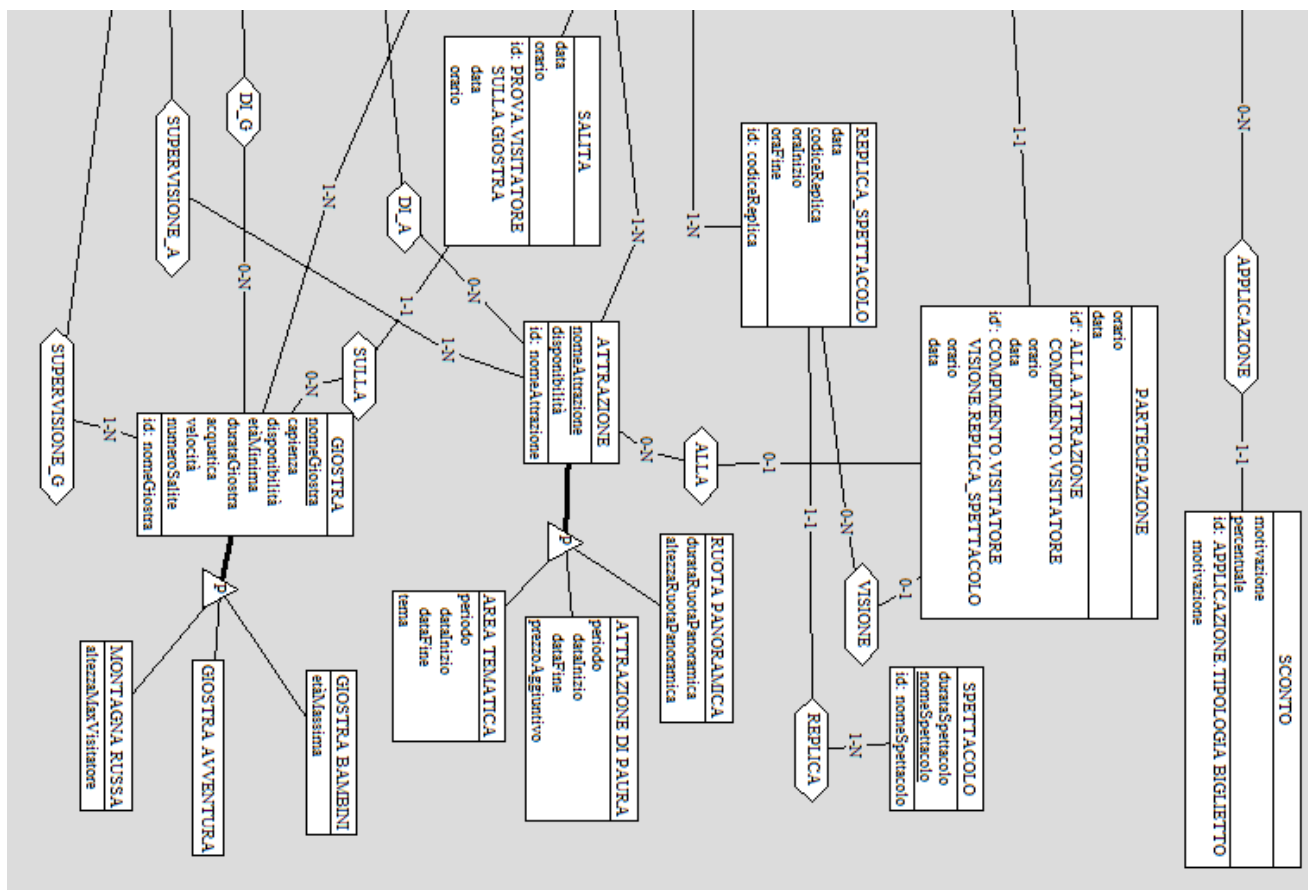 0-N
APPLICAZIONE
1-1
SCONTO
motivazione
percentuale
id: APPLICAZIONE.TIPOLOGIA BIGLIETTO
motivazione
1-1
PARTECIPAZIONE
orario
data
id": ALLA.ATTRAZIONE
COMPIMENTO.VISITATORE
orario
data
id": COMPIMENTO.VISITATORE
VISIONE.REPLICA_SPETTACOLO
orario
data
0-1
VISIONE
0-N
SPETTACOLO
durataSpettacolo
nomeSpettacolo
id: nomeSpettacolo
1-N
REPLICA
1-1
REPLICA_SPETTACOLO
data
codiceReplica
oraInizio
oraFine
id: codiceReplica
1-N
0-1
ALLA
0-N
RUOTA PANORAMICA
durataRuotaPanoramica
altezzaRuotaPanoramica
1-N
ATTRAZIONE
nomeAttrazione
disponibilità
id: nomeAttrazione
P
ATTRAZIONE DI PAURA
periodo
dataInizio
dataFine
prezzoAggiuntivo
SALITA
data
orario
id: PROVA.VISITATORE
SULLA.GIOSTRA
data
orario
0-N
DI_A
1-N
AREA TEMATICA
periodo
dataInizio
dataFine
tema
1-1
SULLA
0-N
1-N
GIOSTRA
nomeGiostra
capienza
disponibilità
etàMinima
durataGiostra
acquatica
velocità
numeroSalite
id: nomeGiostra
P
GIOSTRA BAMBINI
etàMassima
DI_G
0-N
GIOSTRA AVVENTURA
SUPERVISIONE_A
MONTAGNA RUSSA
altezzaMaxVisitatore
SUPERVISIONE_G
1-N